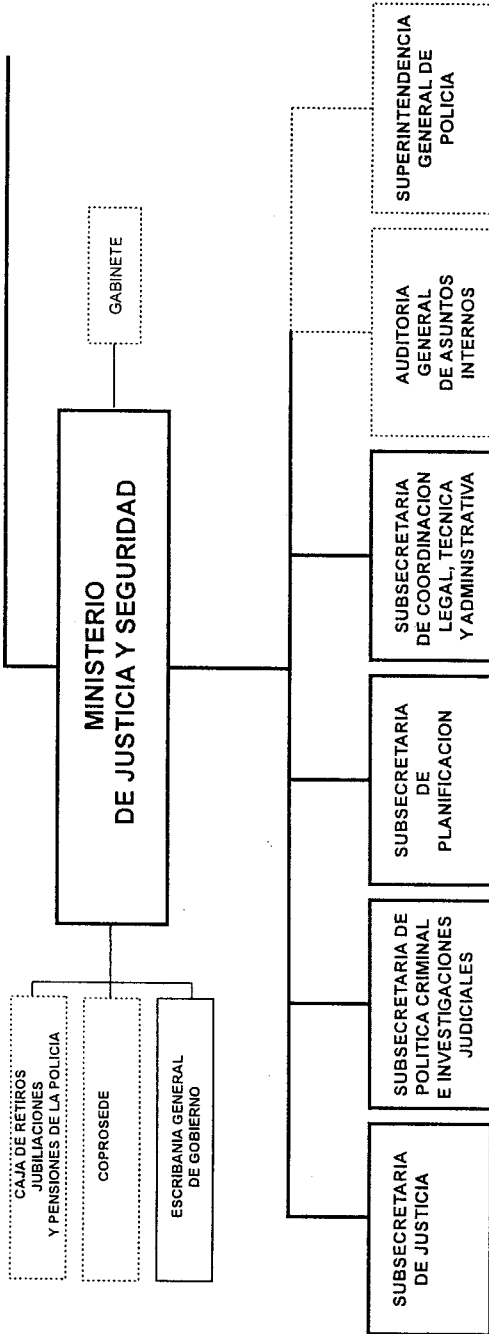 MINISTERIO
DE JUSTICIA Y SEGURIDAD
GABINETE
CAJA DE RETIROS
JUBILIACIONES
Y PENSIONES DE LA POLICIA
COPROSEDE
ESCRIBANIA GENERAL
DE GOBIERNO
SUBSECRETARIA
DE JUSTICIA
SUBSECRETARIA DE
POLITICA CRIMINAL
E INVESTIGACIONES
JUDICIALES
SUBSECRETARIA
DE
PLANIFICACION
SUBSECRETARIA
DE COORDINACION
LEGAL, TECNICA
Y ADMINISTRATIVA
AUDITORIA
GENERAL
DE ASUNTOS
INTERNOS
SUPERINTENDENCIA
GENERAL DE
POLICIA